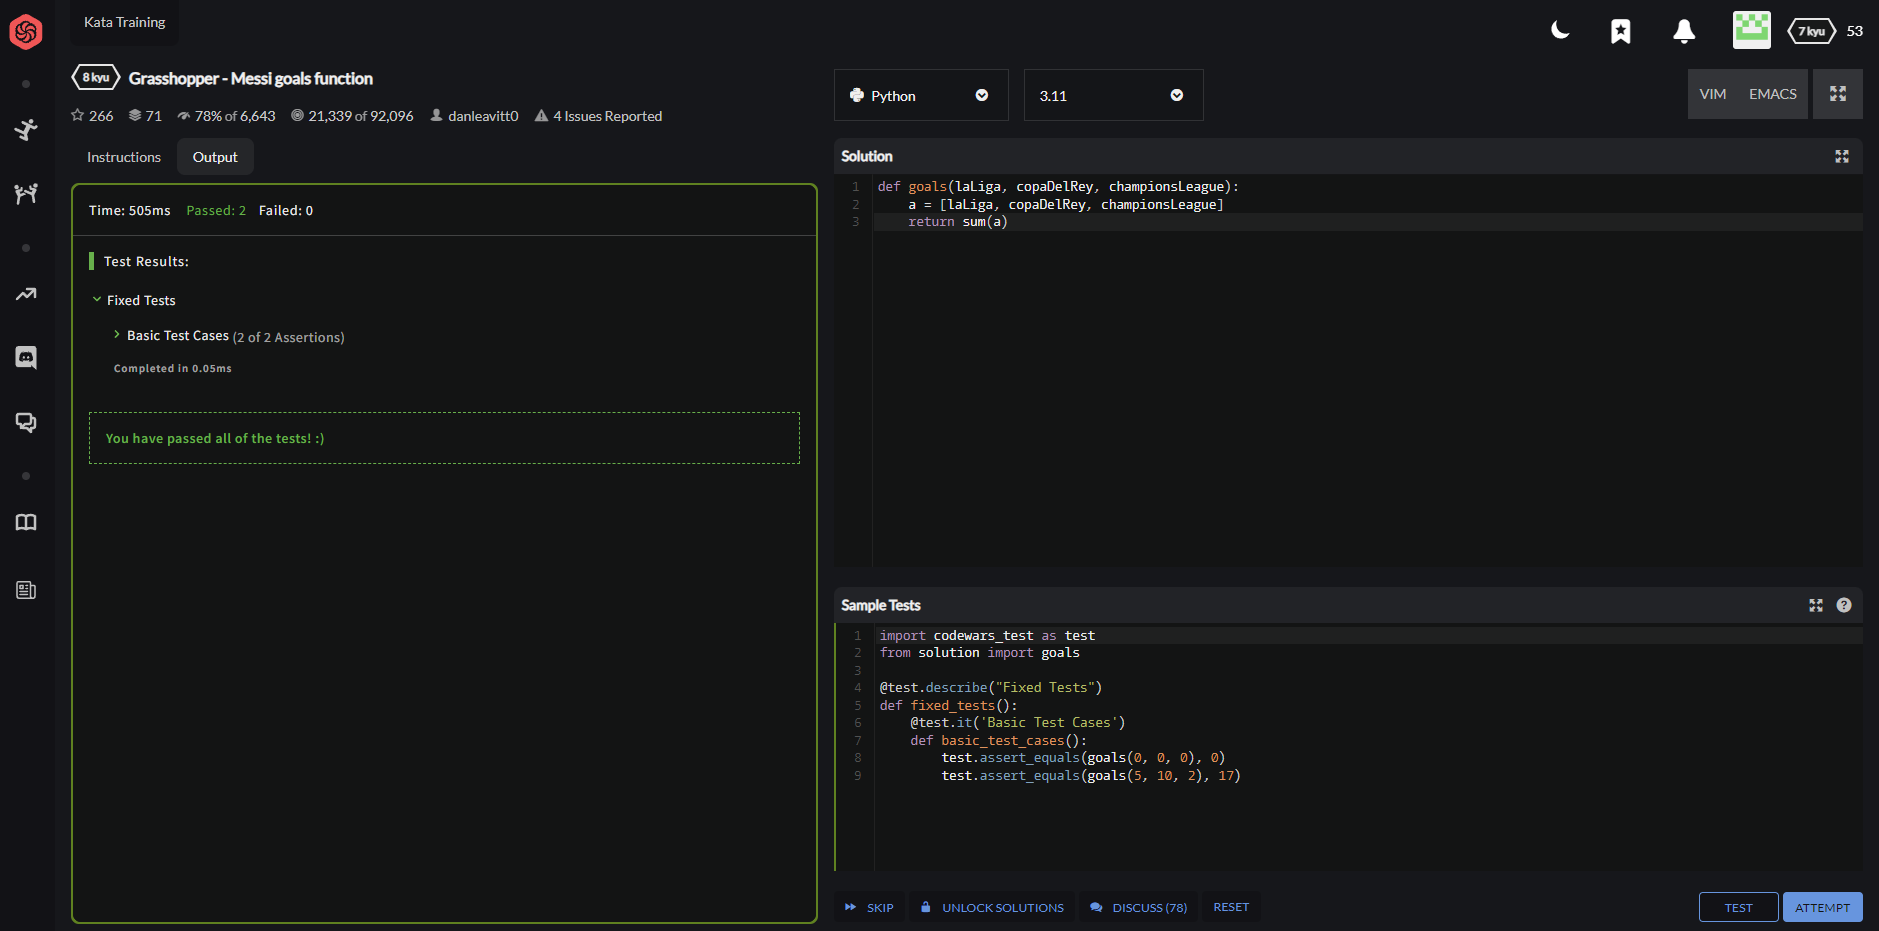 Kata Training
7 kyu 53
8 kyu Grasshopper - Messi goals function
266 71 78% of 6,643 21,339 of 92,096 danleavitt0 4 Issues Reported
Instructions Output
Time: 505ms Passed: 2 Failed: 0
Test Results:
Fixed Tests
Basic Test Cases (2 of 2 Assertions)
Completed in 0.05ms
You have passed all of the tests! :)
Python 3.11 VIM EMACS
Solution
1 def goals(laLiga, copaDelRey, championsLeague):
2     a = [laLiga, copaDelRey, championsLeague]
3     return sum(a)
Sample Tests
1 import codewars_test as test
2 from solution import goals
3
4 @test.describe("Fixed Tests")
5 def fixed_tests():
6     @test.it('Basic Test Cases')
7     def basic_test_cases():
8         test.assert_equals(goals(0, 0, 0), 0)
9         test.assert_equals(goals(5, 10, 2), 17)
SKIP UNLOCK SOLUTIONS DISCUSS (78) RESET TEST ATTEMPT